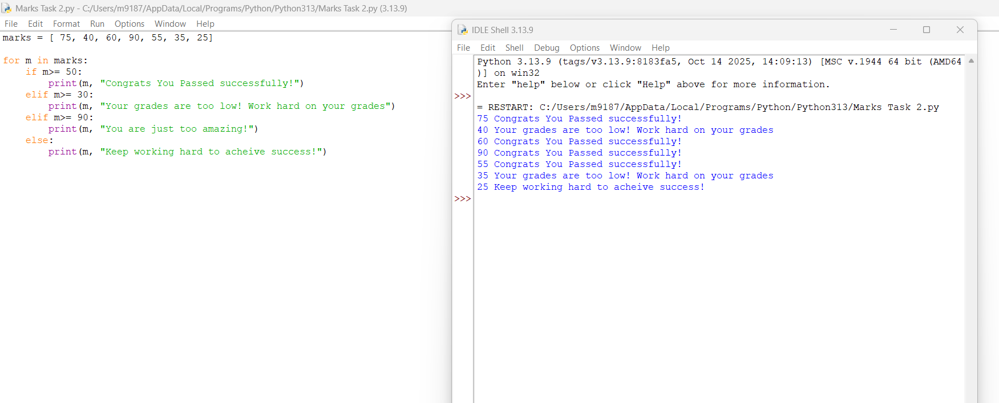 Marks Task 2.py - C:/Users/m9187/AppData/Local/Programs/Python/Python313/Marks Task 2.py (3.13.9)
File Edit Format Run Options Window Help
marks = [ 75, 40, 60, 90, 55, 35, 25]
for m in marks:
    if m>= 50:
        print(m, "Congrats You Passed successfully!")
    elif m>= 30:
        print(m, "Your grades are too low! Work hard on your grades")
    elif m>= 90:
        print(m, "You are just too amazing!")
    else:
        print(m, "Keep working hard to acheive success!")
IDLE Shell 3.13.9
File Edit Shell Debug Options Window Help
Python 3.13.9 (tags/v3.13.9:8183fa5, Oct 14 2025, 14:09:13) [MSC v.1944 64 bit (AMD64
)] on win32
Enter "help" below or click "Help" above for more information.
>>>
= RESTART: C:/Users/m9187/AppData/Local/Programs/Python/Python313/Marks Task 2.py
75 Congrats You Passed successfully!
40 Your grades are too low! Work hard on your grades
60 Congrats You Passed successfully!
90 Congrats You Passed successfully!
55 Congrats You Passed successfully!
35 Your grades are too low! Work hard on your grades
25 Keep working hard to acheive success!
>>>